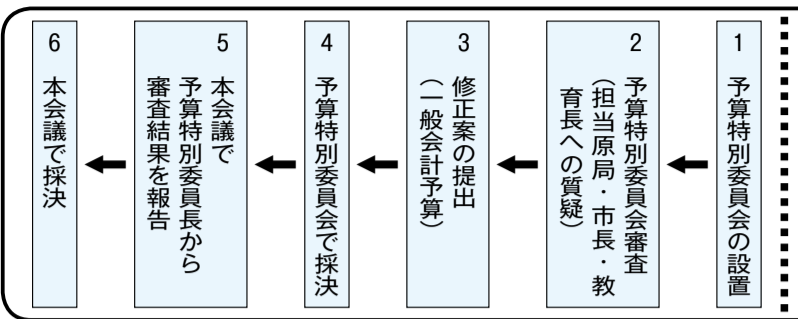 1 予算特別委員会の設置
2 予算特別委員会審査
（担当原局・市長・教
育長への質疑）
3 修正案の提出
（一般会計予算）
4 予算特別委員会で採決
5 本会議で
予算特別委員長から
審査結果を報告
6 本会議で採決